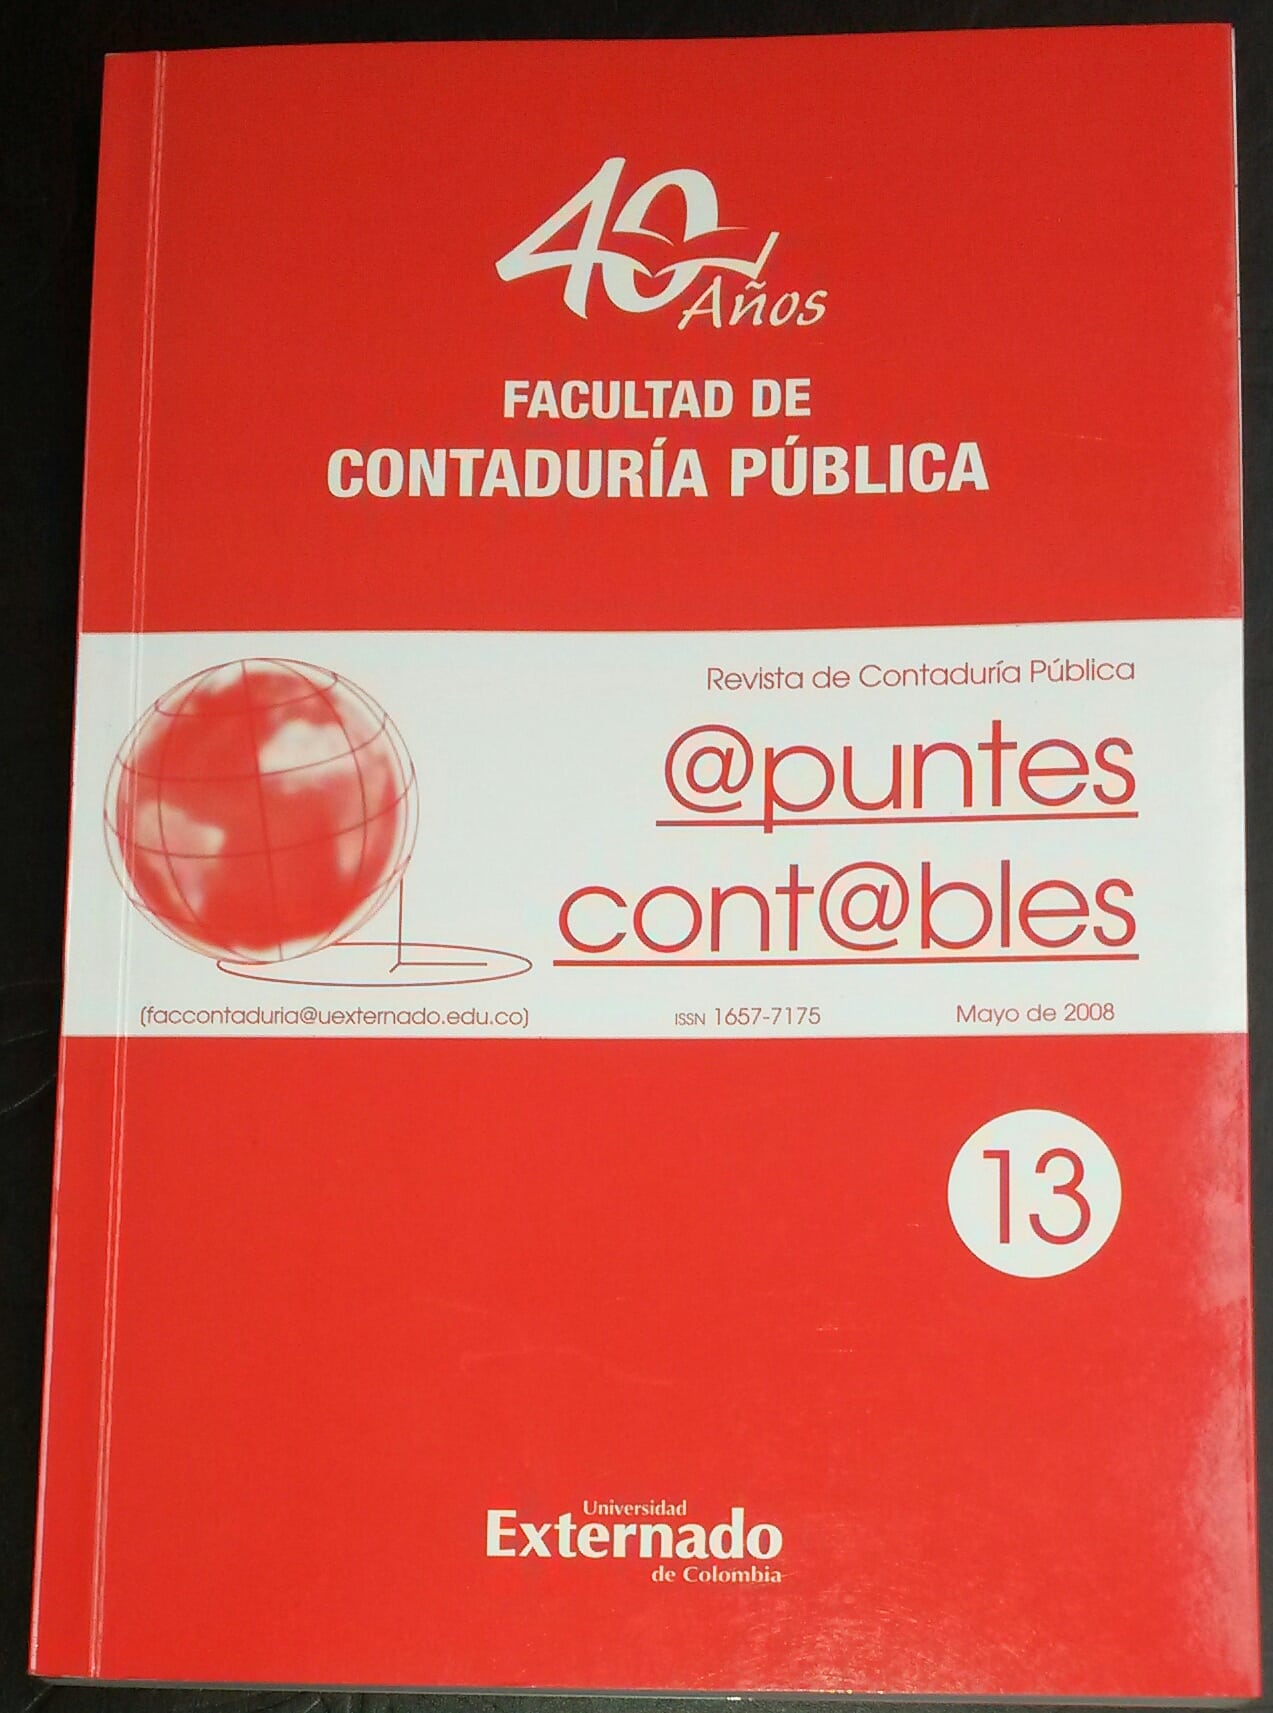 40
Años
FACULTAD DE
CONTADURÍA PÚBLICA
Revista de Contaduría Pública
@puntes
cont@bles
(faccontaduria@uexternado.edu.co) ISSN 1657-7175 Mayo de 2008
13
Universidad
Externado
de Colombia